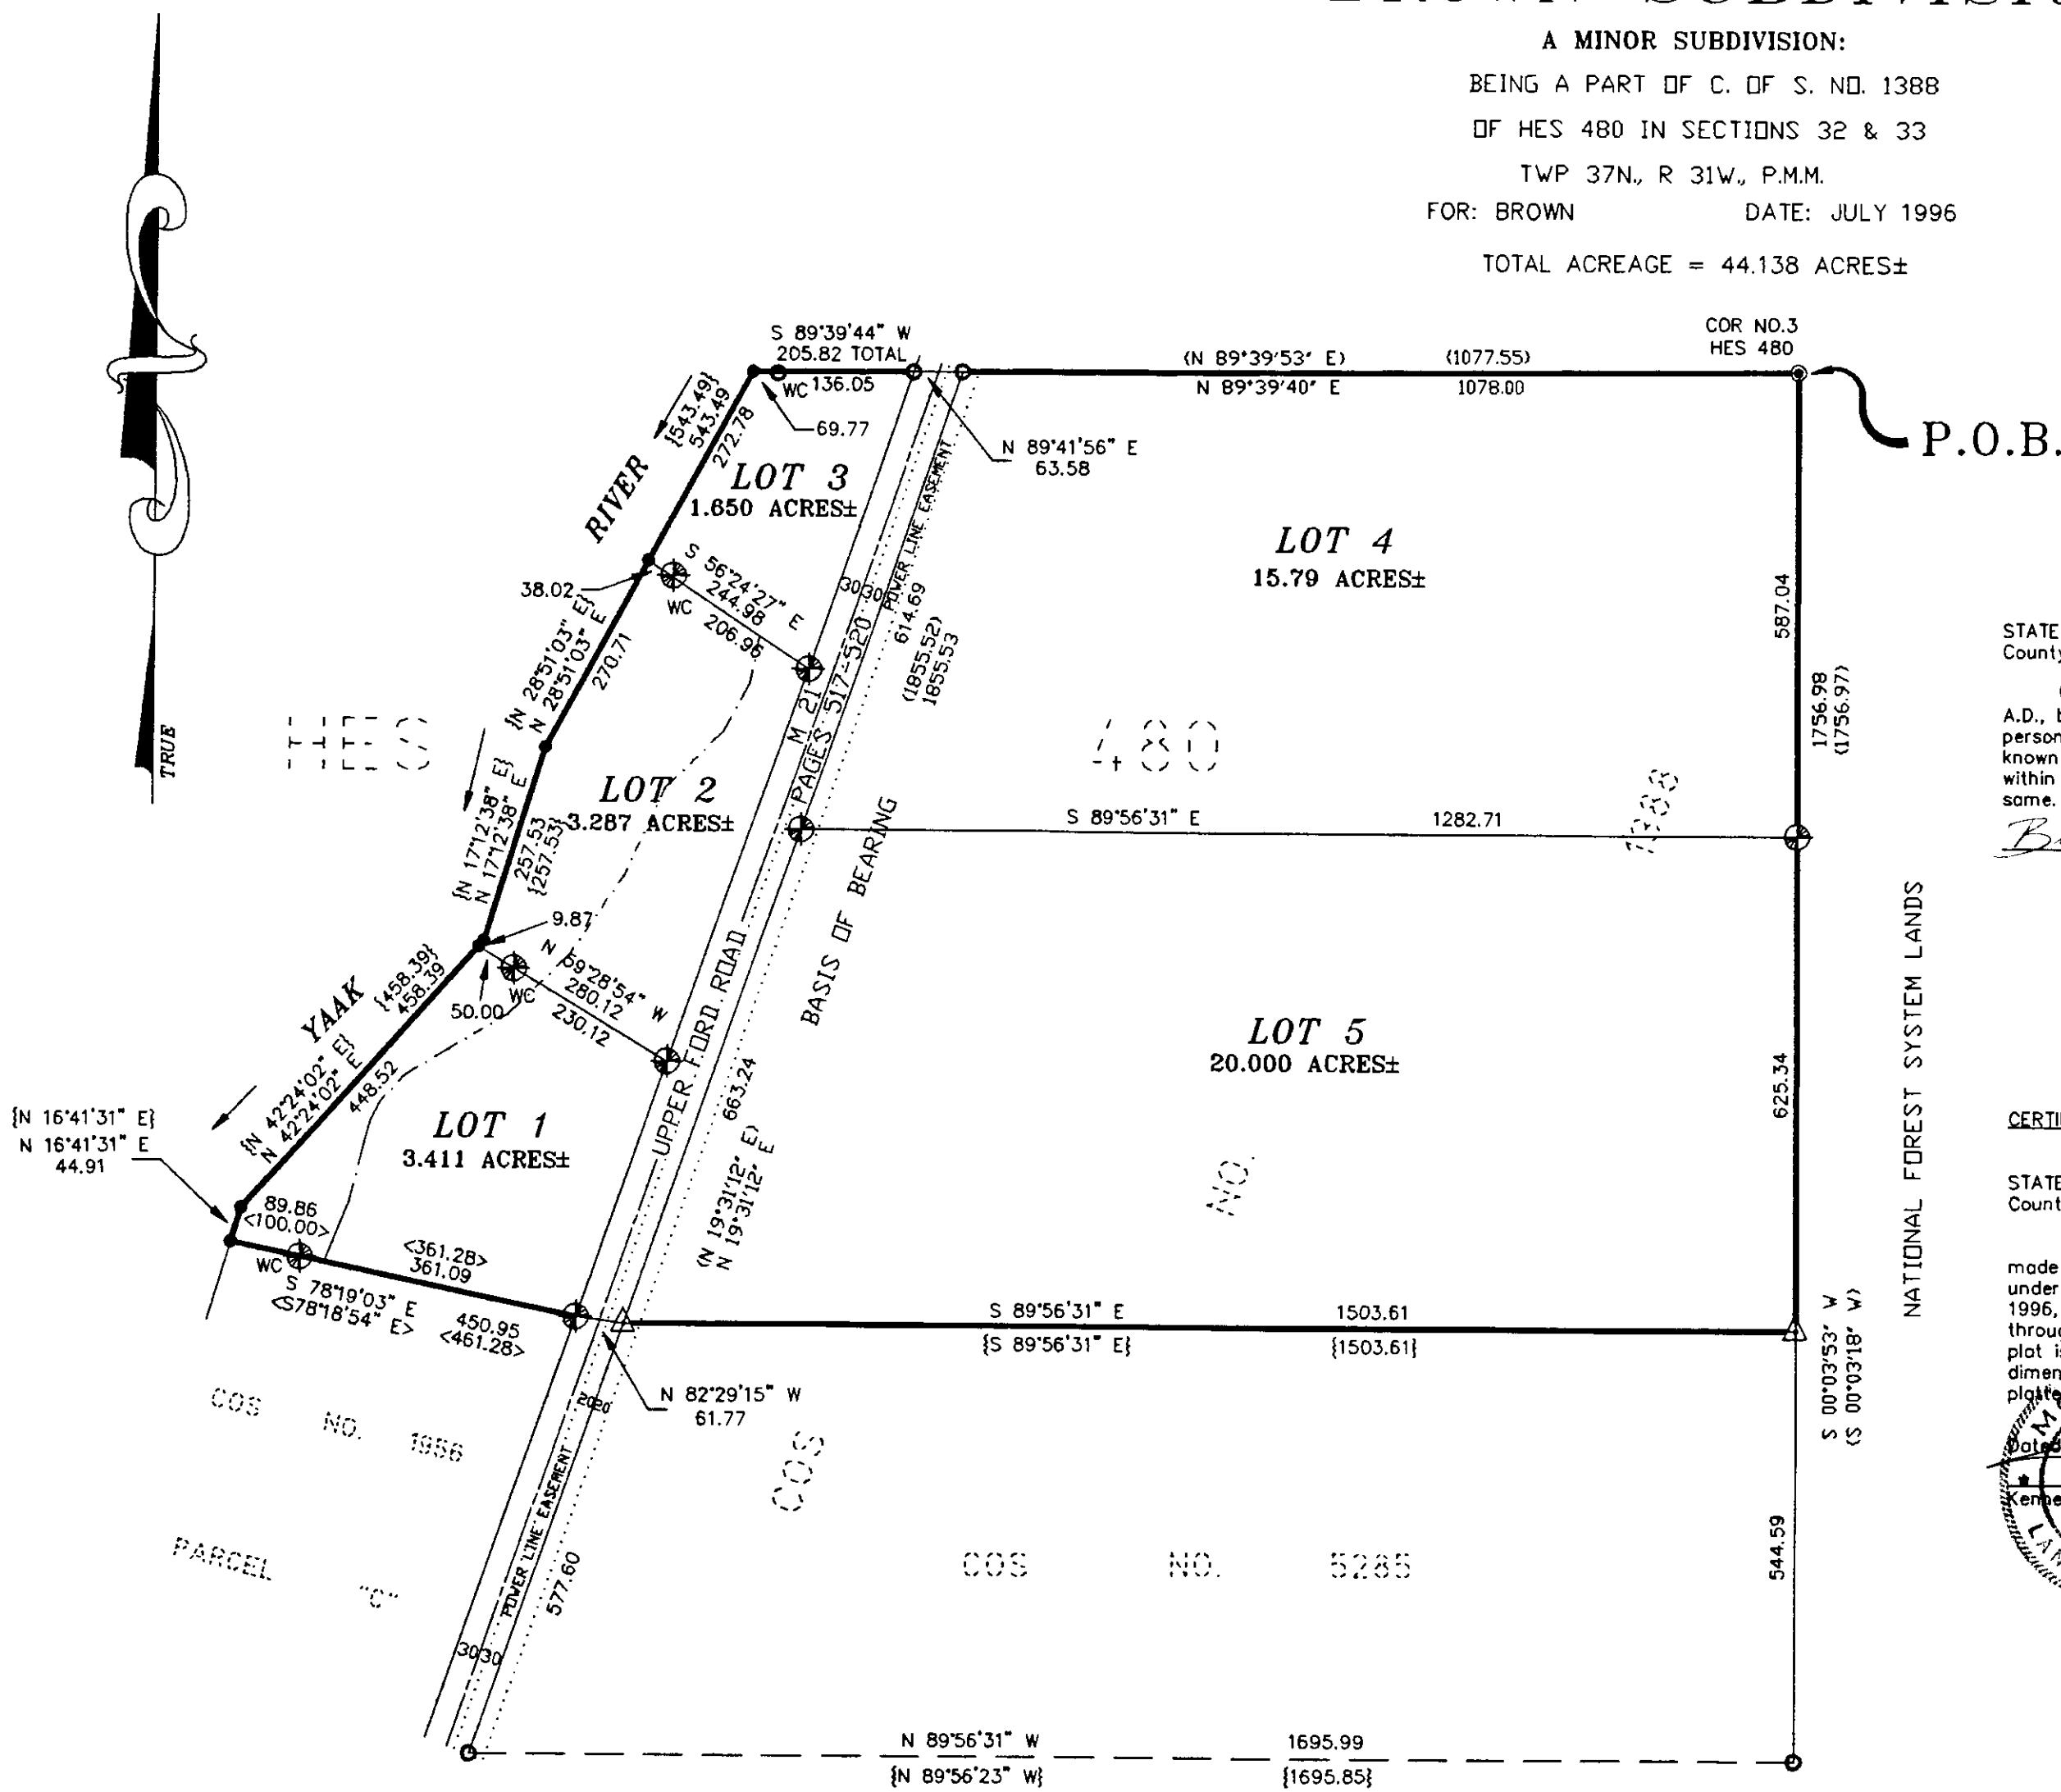 A MINOR SUBDIVISION:
BEING A PART OF C. OF S. NO. 1388
OF HES 480 IN SECTIONS 32 & 33
TWP 37N., R 31W., P.M.M.
FOR: BROWN DATE: JULY 1996
TOTAL ACREAGE = 44.138 ACRES±
TRUE
S 89°39'44" W
205.82 TOTAL
WC 136.05
69.77
N 89°41'56" E
63.58
(N 89°39'53" E) (1077.55)
N 89°39'40" E 1078.00
COR NO.3
HES 480
P.O.B.
{543.49}
543.49
272.78
RIVER
LOT 3
1.650 ACRES±
POWER LINE EASEMENT
LOT 4
15.79 ACRES±
587.04
38.02
WC
S 56°24'27" E
244.98
206.96
30 30
614.69
(1855.52)
1855.53
{N 28°51'03" E}
N 28°51'03" E
270.71
1756.98
(1756.97)
HES
480
1388
M 21
PAGES 517-520
LOT 2
3.287 ACRES±
{N 17°12'38" E}
N 17°12'38" E
257.53
{257.53}
S 89°56'31" E 1282.71
BASIS OF BEARING
NATIONAL FOREST SYSTEM LANDS
9.87
50.00
WC
N 59°28'54" W
280.12
230.12
YAAK
{458.39}
458.39
{N 42°24'02" E}
N 42°24'02" E
448.52
UPPER FORD ROAD
663.24
LOT 5
20.000 ACRES±
625.34
{N 16°41'31" E}
N 16°41'31" E
44.91
LOT 1
3.411 ACRES±
(N 19°31'12" E)
N 19°31'12" E
NO.
89.86
<100.00>
WC
<361.28>
361.09
S 78°19'03" E
<S78°18'54" E>
450.95
<461.28>
S 89°56'31" E 1503.61
{S 89°56'31" E} {1503.61}
S 00°03'53" W
(S 00°03'18" W)
N 82°29'15" W
61.77
2020
COS NO. 1956
PARCEL "C"
COS
POWER LINE EASEMENT
577.60
COS NO. 5285
544.59
3030
N 89°56'31" W 1695.99
{N 89°56'23" W} {1695.85}
STATE
County
A.D.,
person
known
within
same.
STATE
made
under
1996,
plat